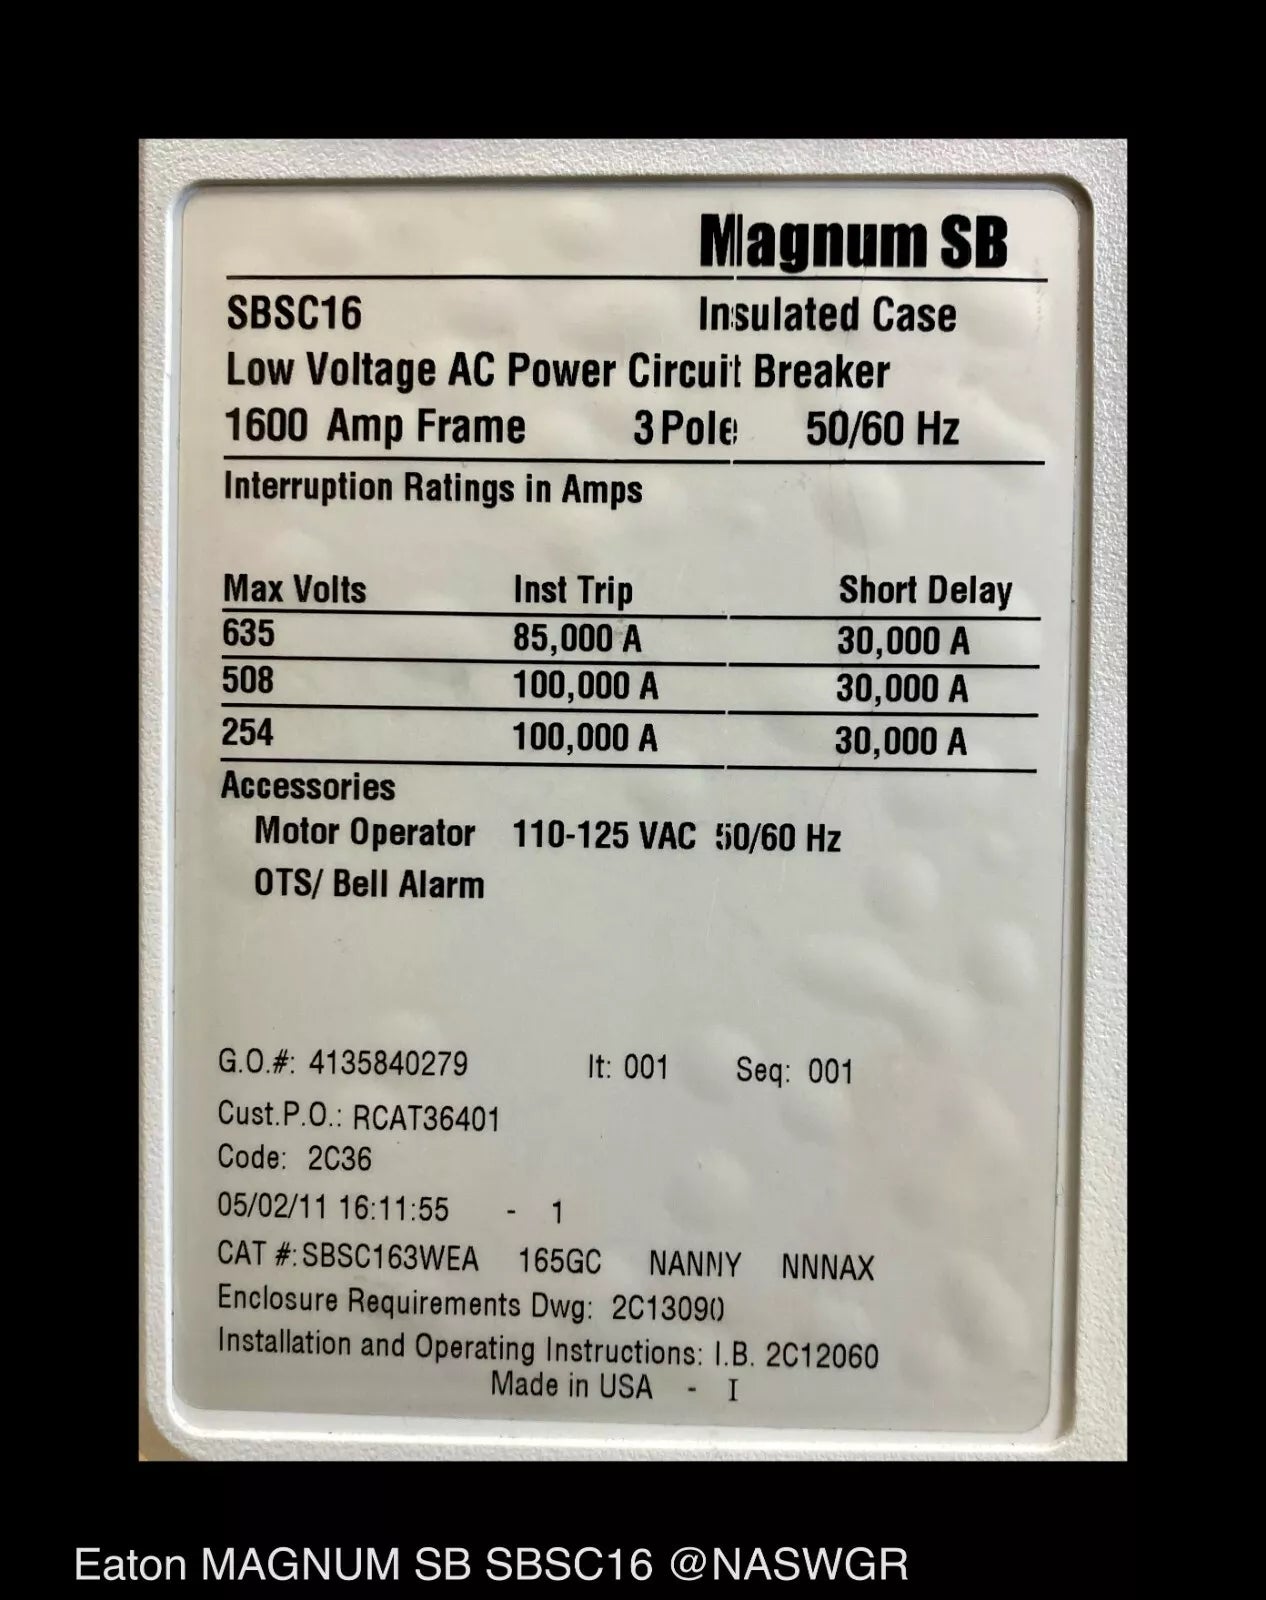 Magnum SB
SBSC16 Insulated Case
Low Voltage AC Power Circuit Breaker
1600 Amp Frame 3 Pole 50/60 Hz
Interruption Ratings in Amps
Max Volts Inst Trip Short Delay
635 85,000 A 30,000 A
508 100,000 A 30,000 A
254 100,000 A 30,000 A
Accessories
Motor Operator 110-125 VAC 50/60 Hz
OTS/ Bell Alarm
G.O.#: 4135840279 It: 001 Seq: 001
Cust.P.O.: RCAT36401
Code: 2C36
05/02/11 16:11:55 - 1
CAT #:SBSC163WEA 165GC NANNY NNNAX
Enclosure Requirements Dwg: 2C13090
Installation and Operating Instructions: I.B. 2C12060
Made in USA - I
Eaton MAGNUM SB SBSC16 @NASWGR